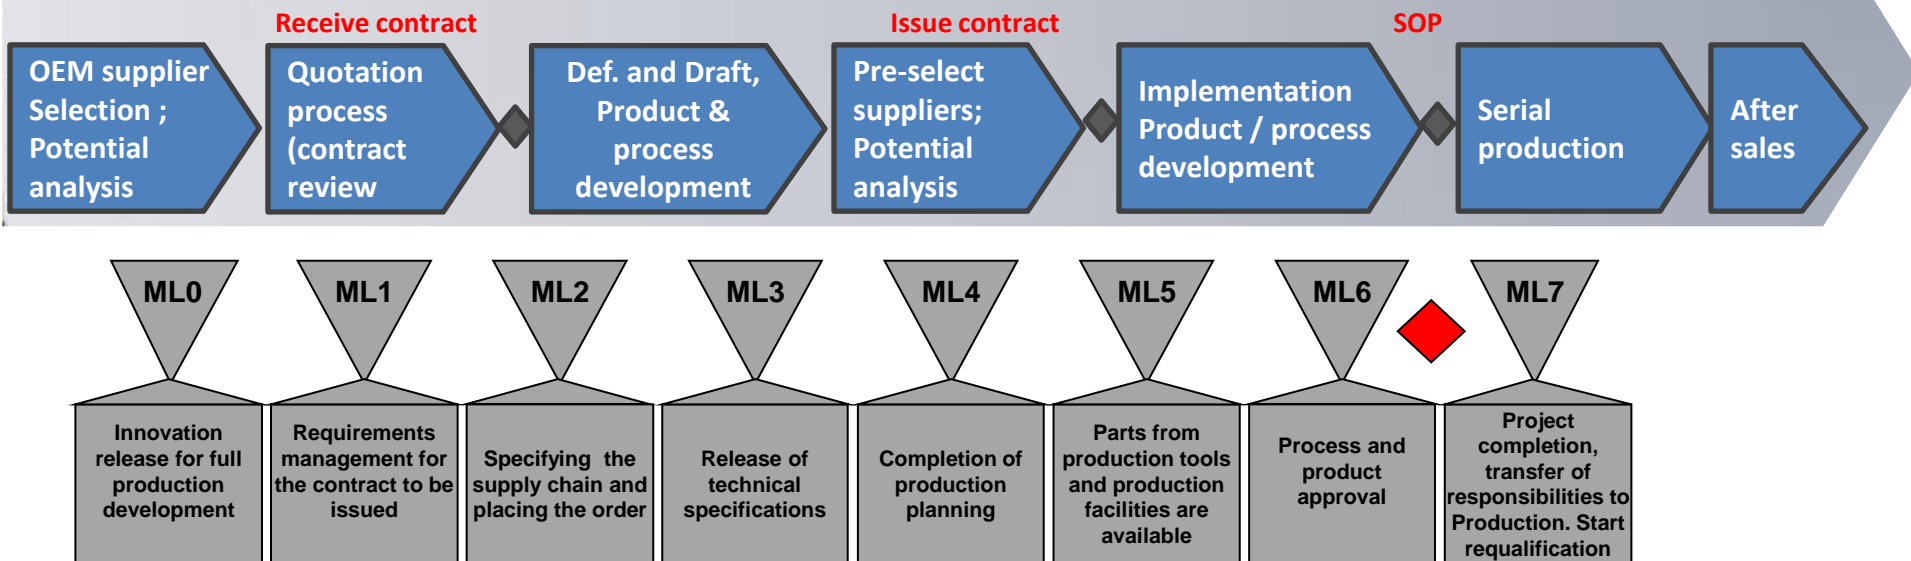 Receive contract
Issue contract
SOP
OEM supplier
Selection ;
Potential
analysis
Quotation
process
(contract
review
Def. and Draft,
Product &
process
development
Pre-select
suppliers;
Potential
analysis
Implementation
Product / process
development
Serial
production
After
sales
ML0
ML1
ML2
ML3
ML4
ML5
ML6
ML7
Innovation
release for full
production
development
Requirements
management for
the contract to be
issued
Specifying the
supply chain and
placing the order
Release of
technical
specifications
Completion of
production
planning
Parts from
production tools
and production
facilities are
available
Process and
product
approval
Project
completion,
transfer of
responsibilities to
Production. Start
requalification